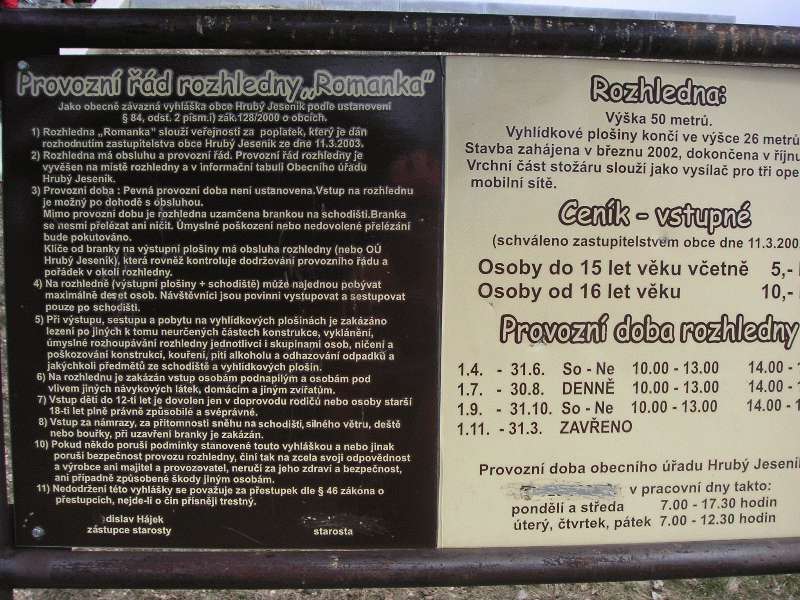 Provozní řád rozhledny„Romanka“
Jako obecně závazná vyhláška obce Hrubý Jeseník podle ustanovení
§ 84, odst. 2 písm.i) zák.128/2000 o obcích.
1) Rozhledna „Romanka“ slouží veřejnosti za poplatek, který je dán
rozhodnutím zastupitelstva obce Hrubý Jeseník ze dne 11.3.2003.
2) Rozhledna má obsluhu a provozní řád. Provozní řád rozhledny je
vyvěšen na místě rozhledny a v informační tabuli Obecního úřadu
Hrubý Jeseník.
3) Provozní doba : Pevná provozní doba není ustanovena.Vstup na rozhlednu
je možný po dohodě s obsluhou.
Mimo provozní dobu je rozhledna uzamčena brankou na schodišti.Branka
se nesmí přelézat ani ničit. Úmyslné poškození nebo nedovolené přelézání
bude pokutováno.
Klíče od branky na výstupní plošiny má obsluha rozhledny (nebo OÚ
Hrubý Jeseník), která rovněž kontroluje dodržování provozního řádu a
pořádek v okolí rozhledny.
4) Na rozhledně (výstupní plošiny + schodiště) může najednou pobývat
maximálně deset osob. Návštěvníci jsou povinni vystupovat a sestupovat
pouze po schodišti.
5) Při výstupu, sestupu a pobytu na vyhlídkových plošinách je zakázáno
lezení po jiných k tomu neurčených částech konstrukce, vyklánění,
úmyslné rozhoupávání rozhledny jednotlivci i skupinami osob, ničení a
poškozování konstrukcí, kouření, pití alkoholu a odhazování odpadků a
jakýchkoli předmětů ze schodiště a vyhlídkových plošin.
6) Na rozhlednu je zakázán vstup osobám podnapilým a osobám pod
vlivem jiných návykových látek, domácím a jiným zvířatům.
7) Vstup dětí do 12-ti let je dovolen jen v doprovodu rodičů nebo osoby starší
18-ti let plně právně způsobilé a svéprávné.
8) Vstup za námrazy, za přítomnosti sněhu na schodišti, silného větru, deště
nebo bouřky, při uzavření branky je zakázán.
10) Pokud někdo poruší podmínky stanovené touto vyhláškou a nebo jinak
poruší bezpečnost provozu rozhledny, činí tak na zcela svoji odpovědnost
a výrobce ani majitel a provozovatel, neručí za jeho zdraví a bezpečnost,
ani případně způsobené škody jiným osobám.
11) Nedodržení této vyhlášky se považuje za přestupek dle § 46 zákona o
přestupcích, nejde-li o čin přísněji trestný.
dislav Hájek
zástupce starosty
starosta
Rozhledna:
Výška 50 metrů.
Vyhlídkové plošiny končí ve výšce 26 metrů
Stavba zahájena v březnu 2002, dokončena v říjnu
Vrchní část stožáru slouží jako vysílač pro tři ope
mobilní sítě.
Ceník - vstupné
(schváleno zastupitelstvem obce dne 11.3.200
Osoby do 15 let věku včetně 5,-
Osoby od 16 let věku 10,-
Provozní doba rozhledny
1.4. - 31.6. So - Ne 10.00 - 13.00 14.00 - 1
1.7. - 30.8. DENNĚ 10.00 - 13.00 14.00 - 1
1.9. - 31.10. So - Ne 10.00 - 13.00 14.00 - 1
1.11. - 31.3. ZAVŘENO
Provozní doba obecního úřadu Hrubý Jeseník
v pracovní dny takto:
pondělí a středa 7.00 - 17.30 hodin
úterý, čtvrtek, pátek 7.00 - 12.30 hodin